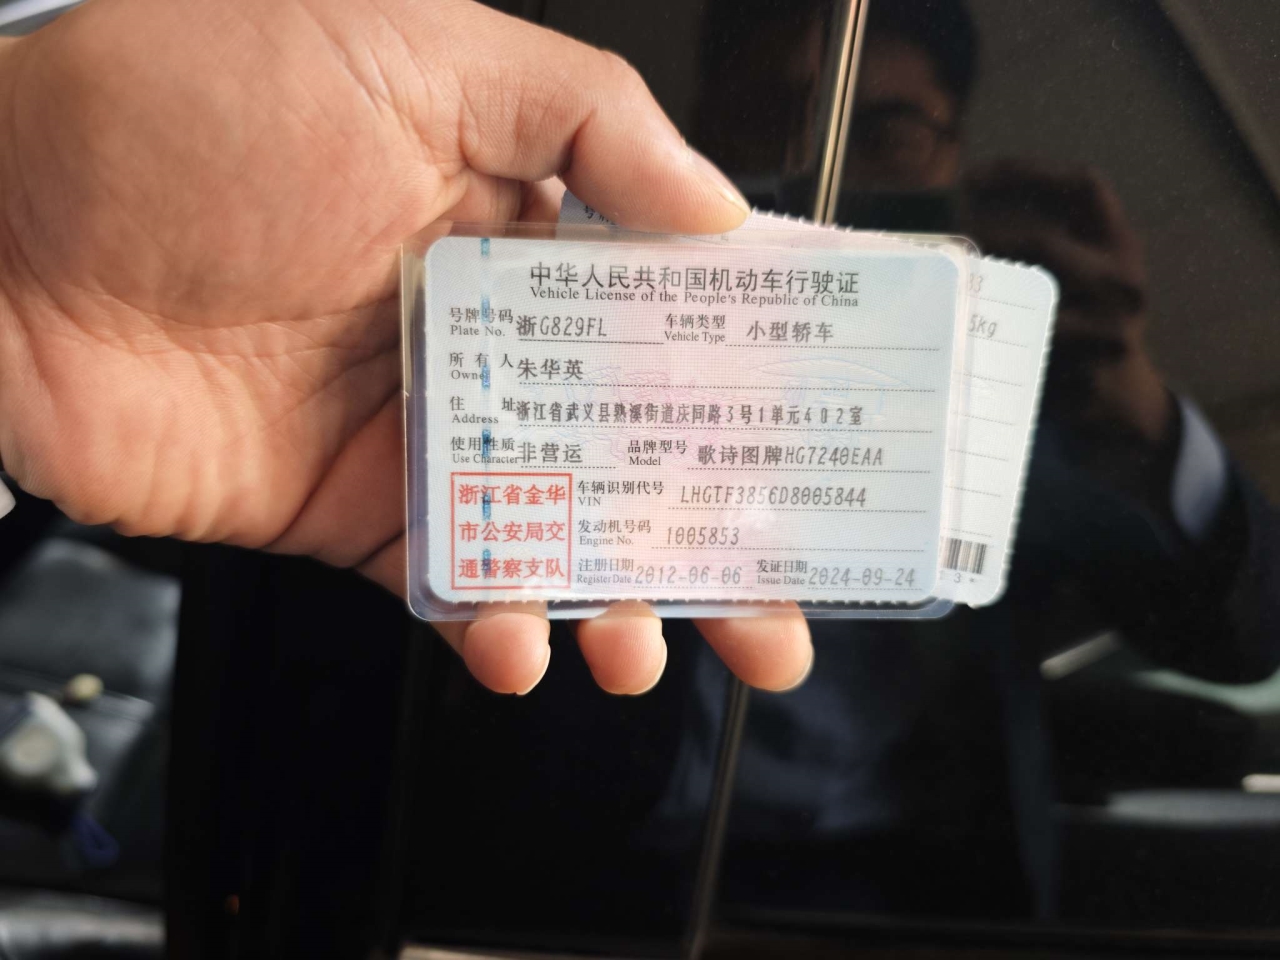 中华人民共和国机动车行驶证
Vehicle License of the People's Republic of China
号牌号码 浙G829FL 车辆类型 小型轿车
Plate No. Vehicle Type
所有人 朱华英
Owner
住址 浙江省武义县熟溪街道庆同路3号1单元402室
Address
使用性质 非营运 品牌型号 歌诗图牌HG7240EAA
Use Character Model
浙江省金华
市公安局交
通警察支队
车辆识别代号 LHGTF3856D8005844
VIN
发动机号码 1005853
Engine No.
注册日期 2012-06-06 发证日期 2024-09-24
Register Date Issue Date